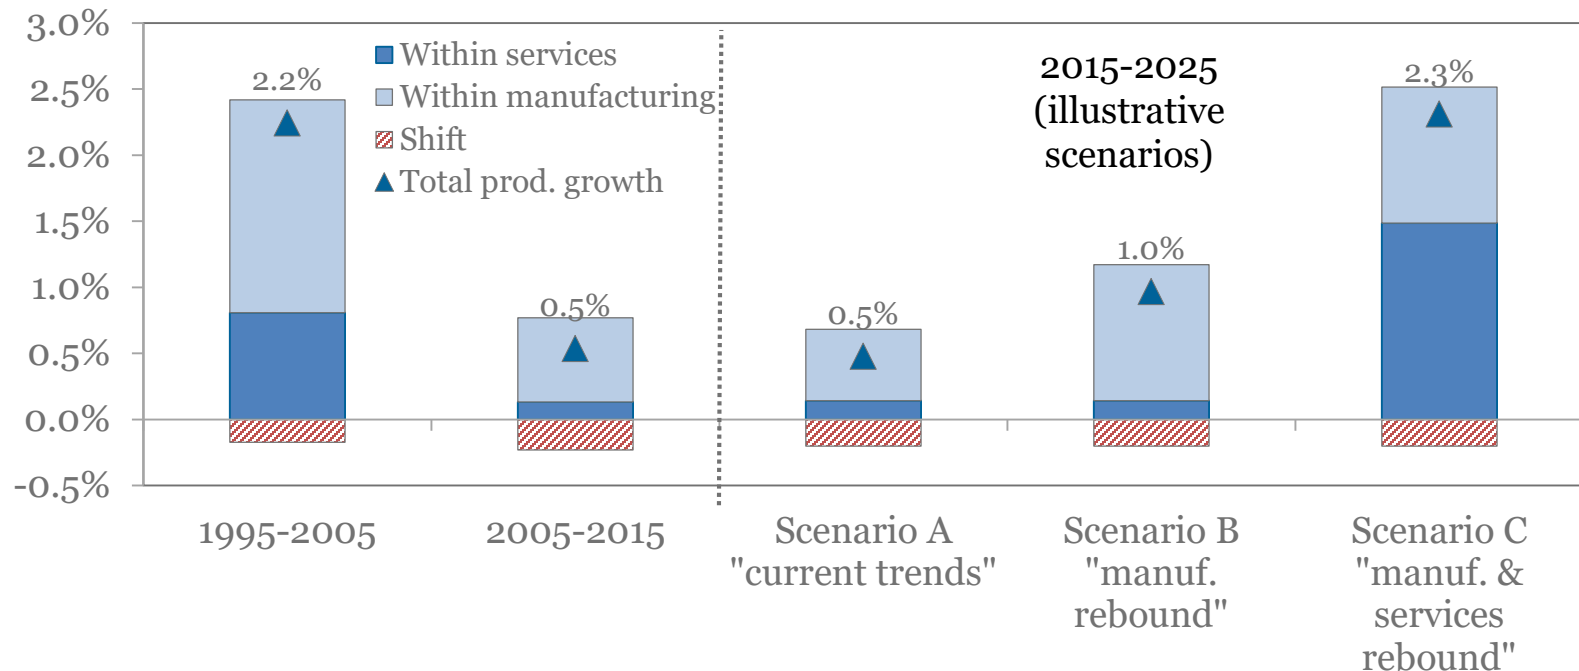 3.0%
2.5%
2.0%
1.5%
1.0%
0.5%
0.0%
-0.5%
Within services
Within manufacturing
Shift
Total prod. growth
2015-2025
(illustrative
scenarios)
2.2%
0.5%
0.5%
1.0%
2.3%
1995-2005
2005-2015
Scenario A
"current trends"
Scenario B
"manuf.
rebound"
Scenario C
"manuf. &
services
rebound"